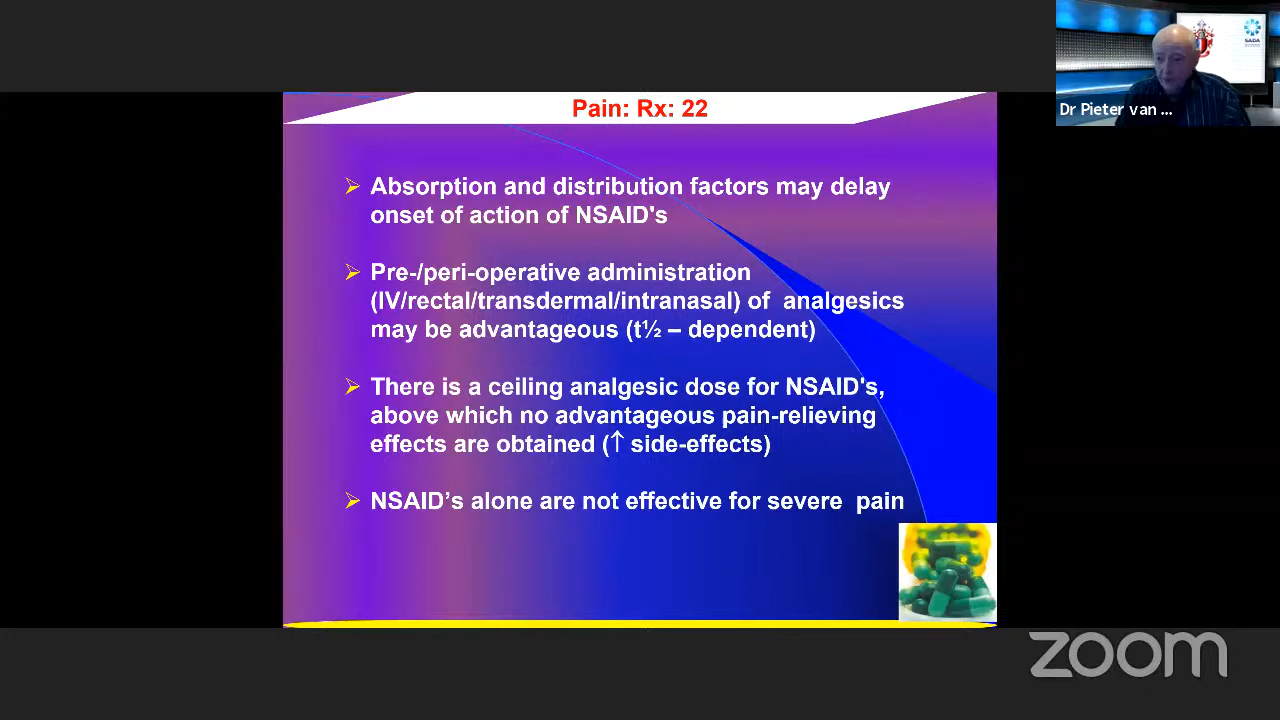 Pain: Rx: 22
SADA
Dr Pieter van ...
➢ Absorption and distribution factors may delay
onset of action of NSAID's
➢ Pre-/peri-operative administration
(IV/rectal/transdermal/intranasal) of  analgesics
may be advantageous (t½ – dependent)
➢ There is a ceiling analgesic dose for NSAID's,
above which no advantageous pain-relieving
effects are obtained (↑ side-effects)
➢ NSAID’s alone are not effective for severe  pain
zoom